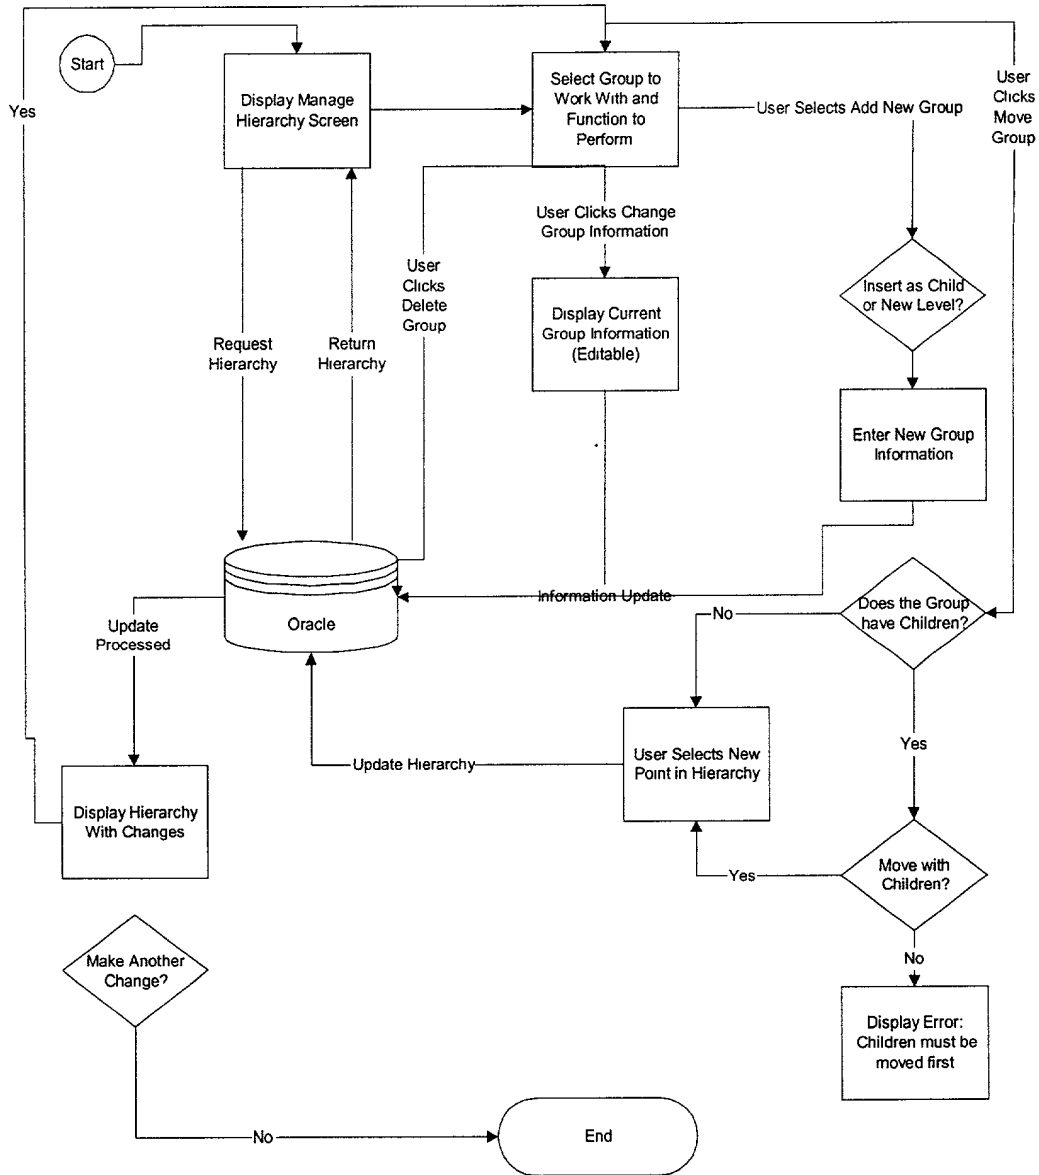 Start
Yes
Display Manage
Hierarchy Screen
Select Group to
Work With and
Function to
Perform
User Selects Add New Group
User
Clicks
Move
Group
User Clicks Change
Group Information
User
Clicks
Delete
Group
Insert as Child
or New Level?
Display Current
Group Information
(Editable)
Request
Hierarchy
Return
Hierarchy
Enter New Group
Information
Information Update
Oracle
Does the Group
have Children?
No
Update
Processed
User Selects New
Point in Hierarchy
Update Hierarchy
Yes
Display Hierarchy
With Changes
Move with
Children?
Yes
No
Make Another
Change?
Display Error:
Children must be
moved first
No
End